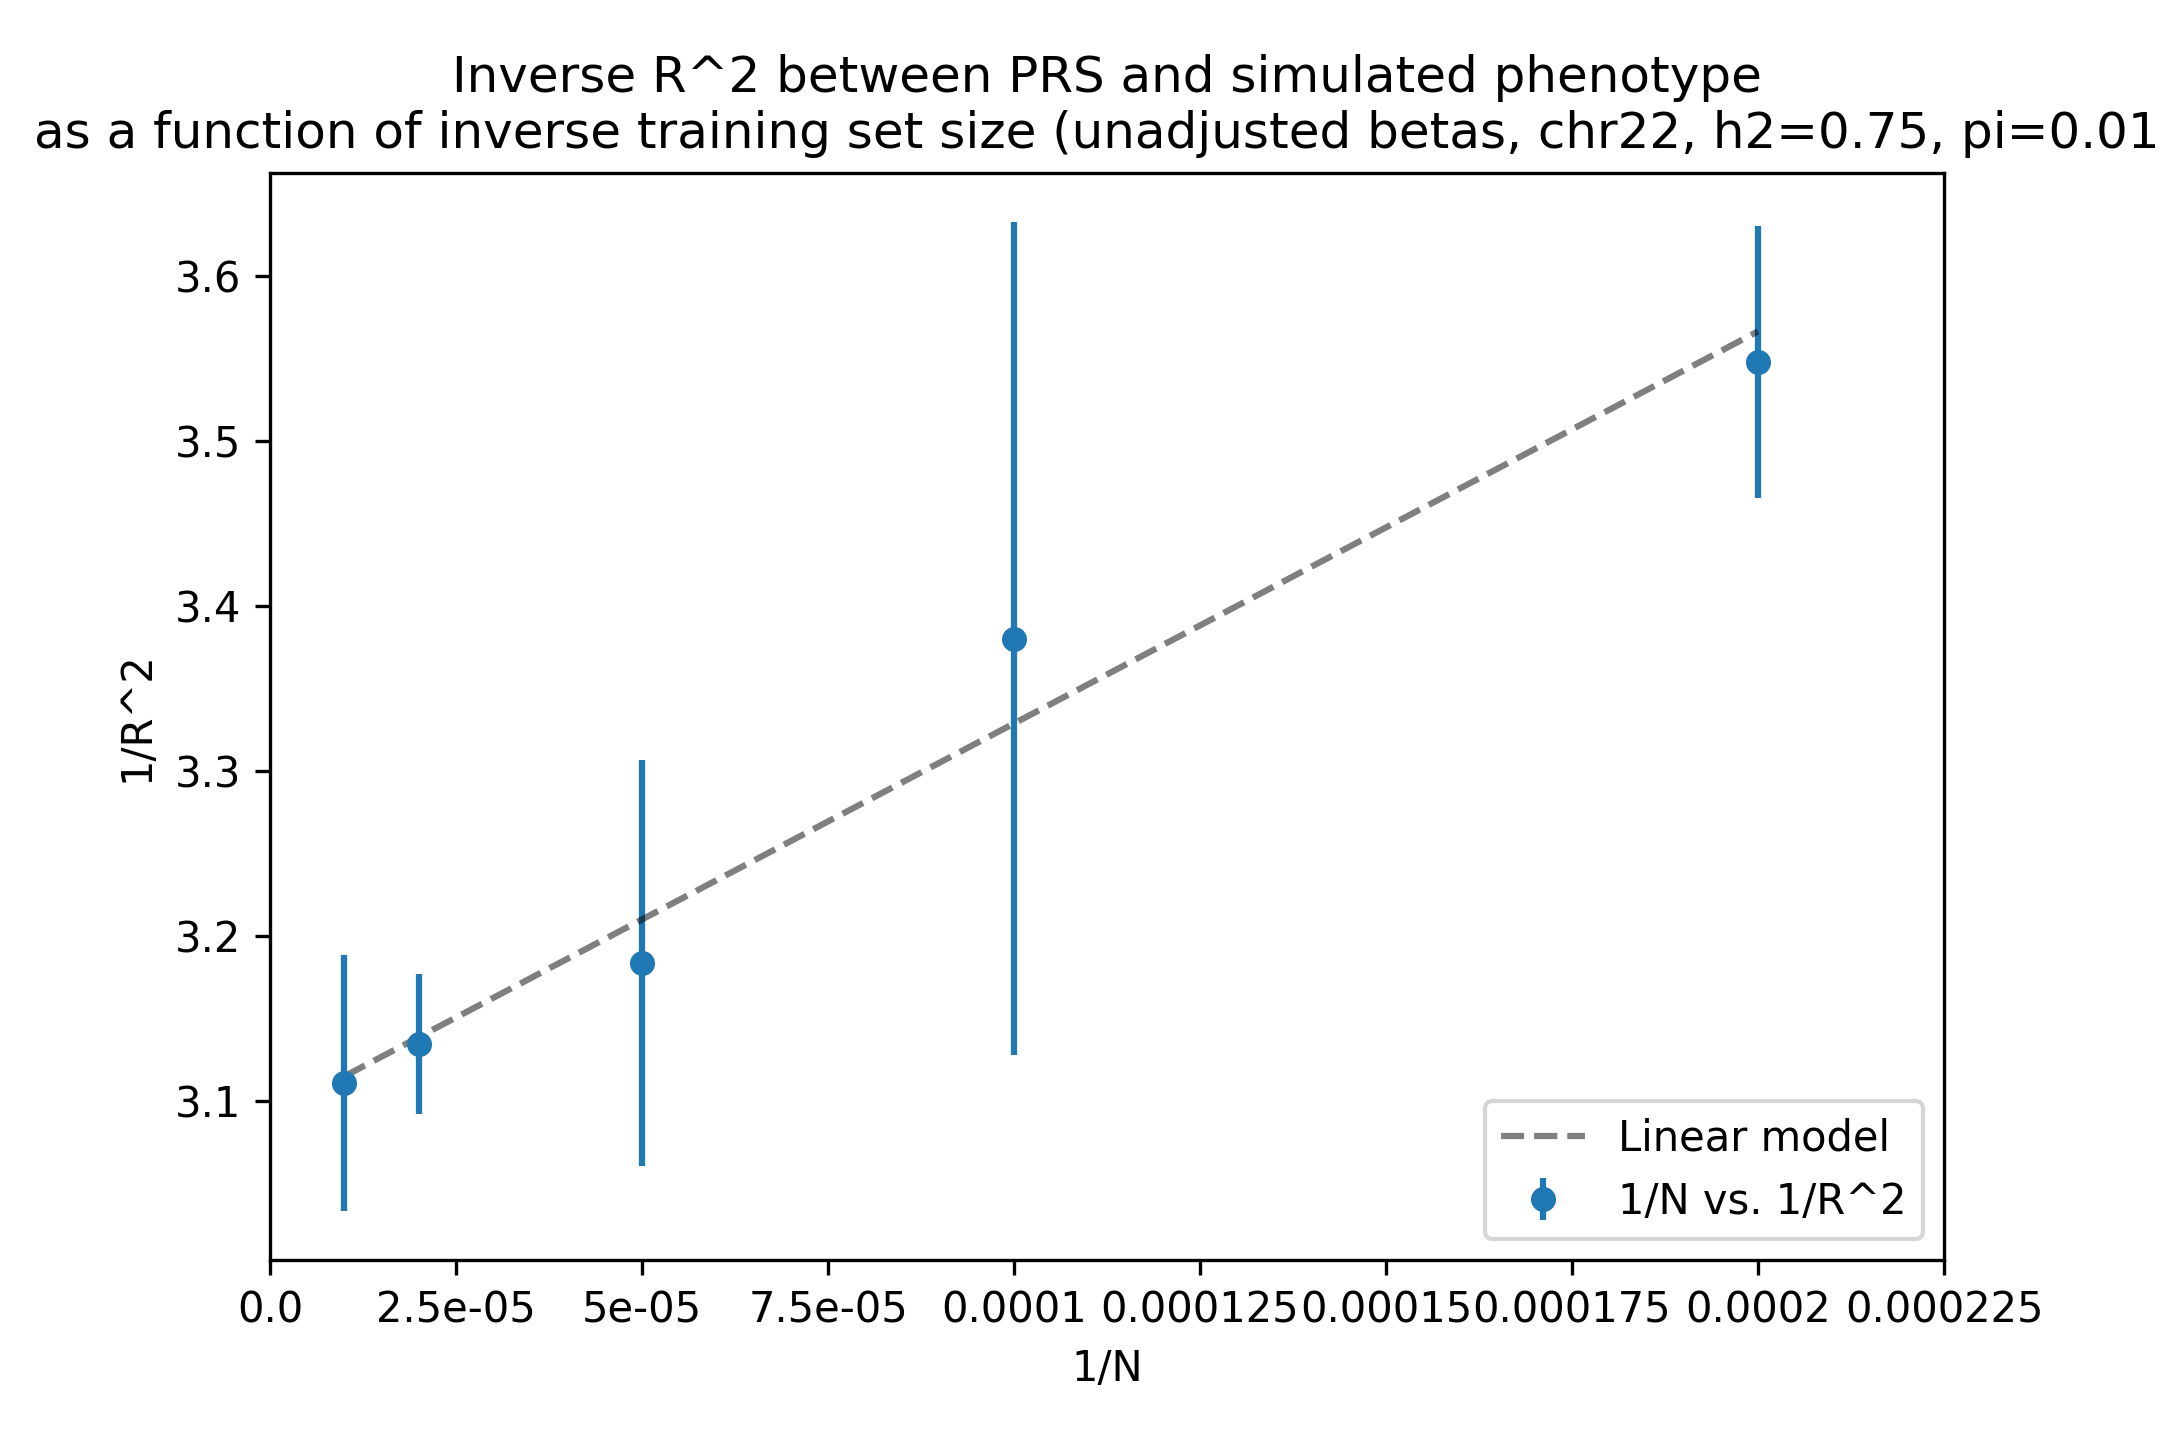 Inverse R^2 between PRS and simulated phenotype
as a function of inverse training set size (unadjusted betas, chr22, h2=0.75, pi=0.01
3.6
3.5
3.4
3.3
3.2
3.1
1/R^2
Linear model
1/N vs. 1/R^2
0.0 2.5e-05 5e-05 7.5e-05 0.0001 0.000125 0.00015 0.000175 0.0002 0.000225
1/N